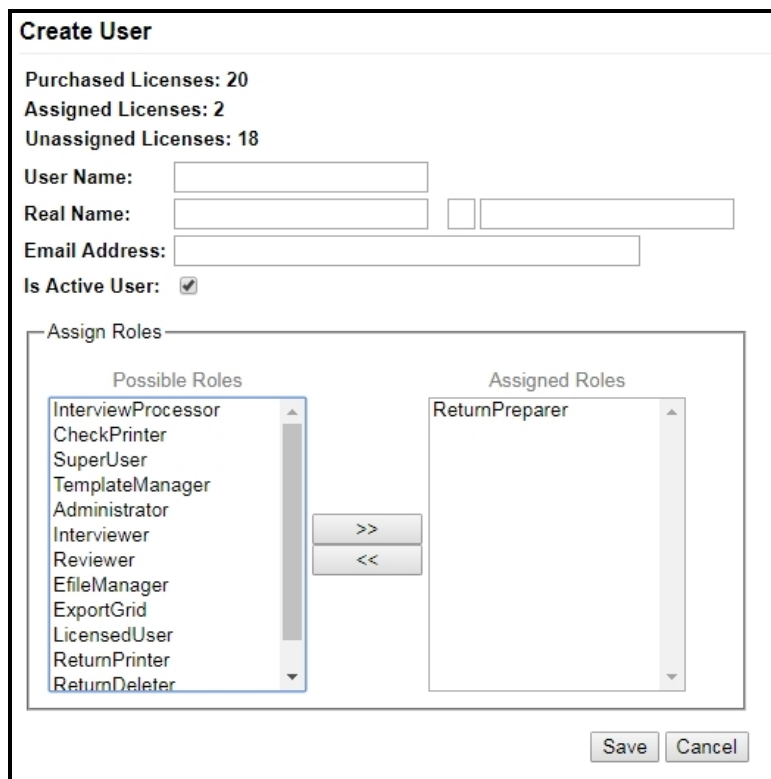 Create User
Purchased Licenses: 20
Assigned Licenses: 2
Unassigned Licenses: 18
User Name:
Real Name:
Email Address:
Is Active User:
Assign Roles
Possible Roles
InterviewProcessor
CheckPrinter
SuperUser
TemplateManager
Administrator
Interviewer
Reviewer
EfileManager
ExportGrid
LicensedUser
ReturnPrinter
ReturnDeleter
>>
<<
Assigned Roles
ReturnPreparer
Save Cancel